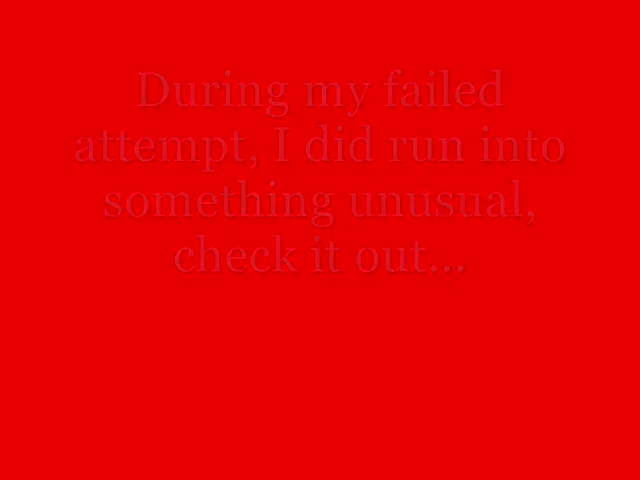 During my failed
attempt, I did run into
something unusual,
check it out...